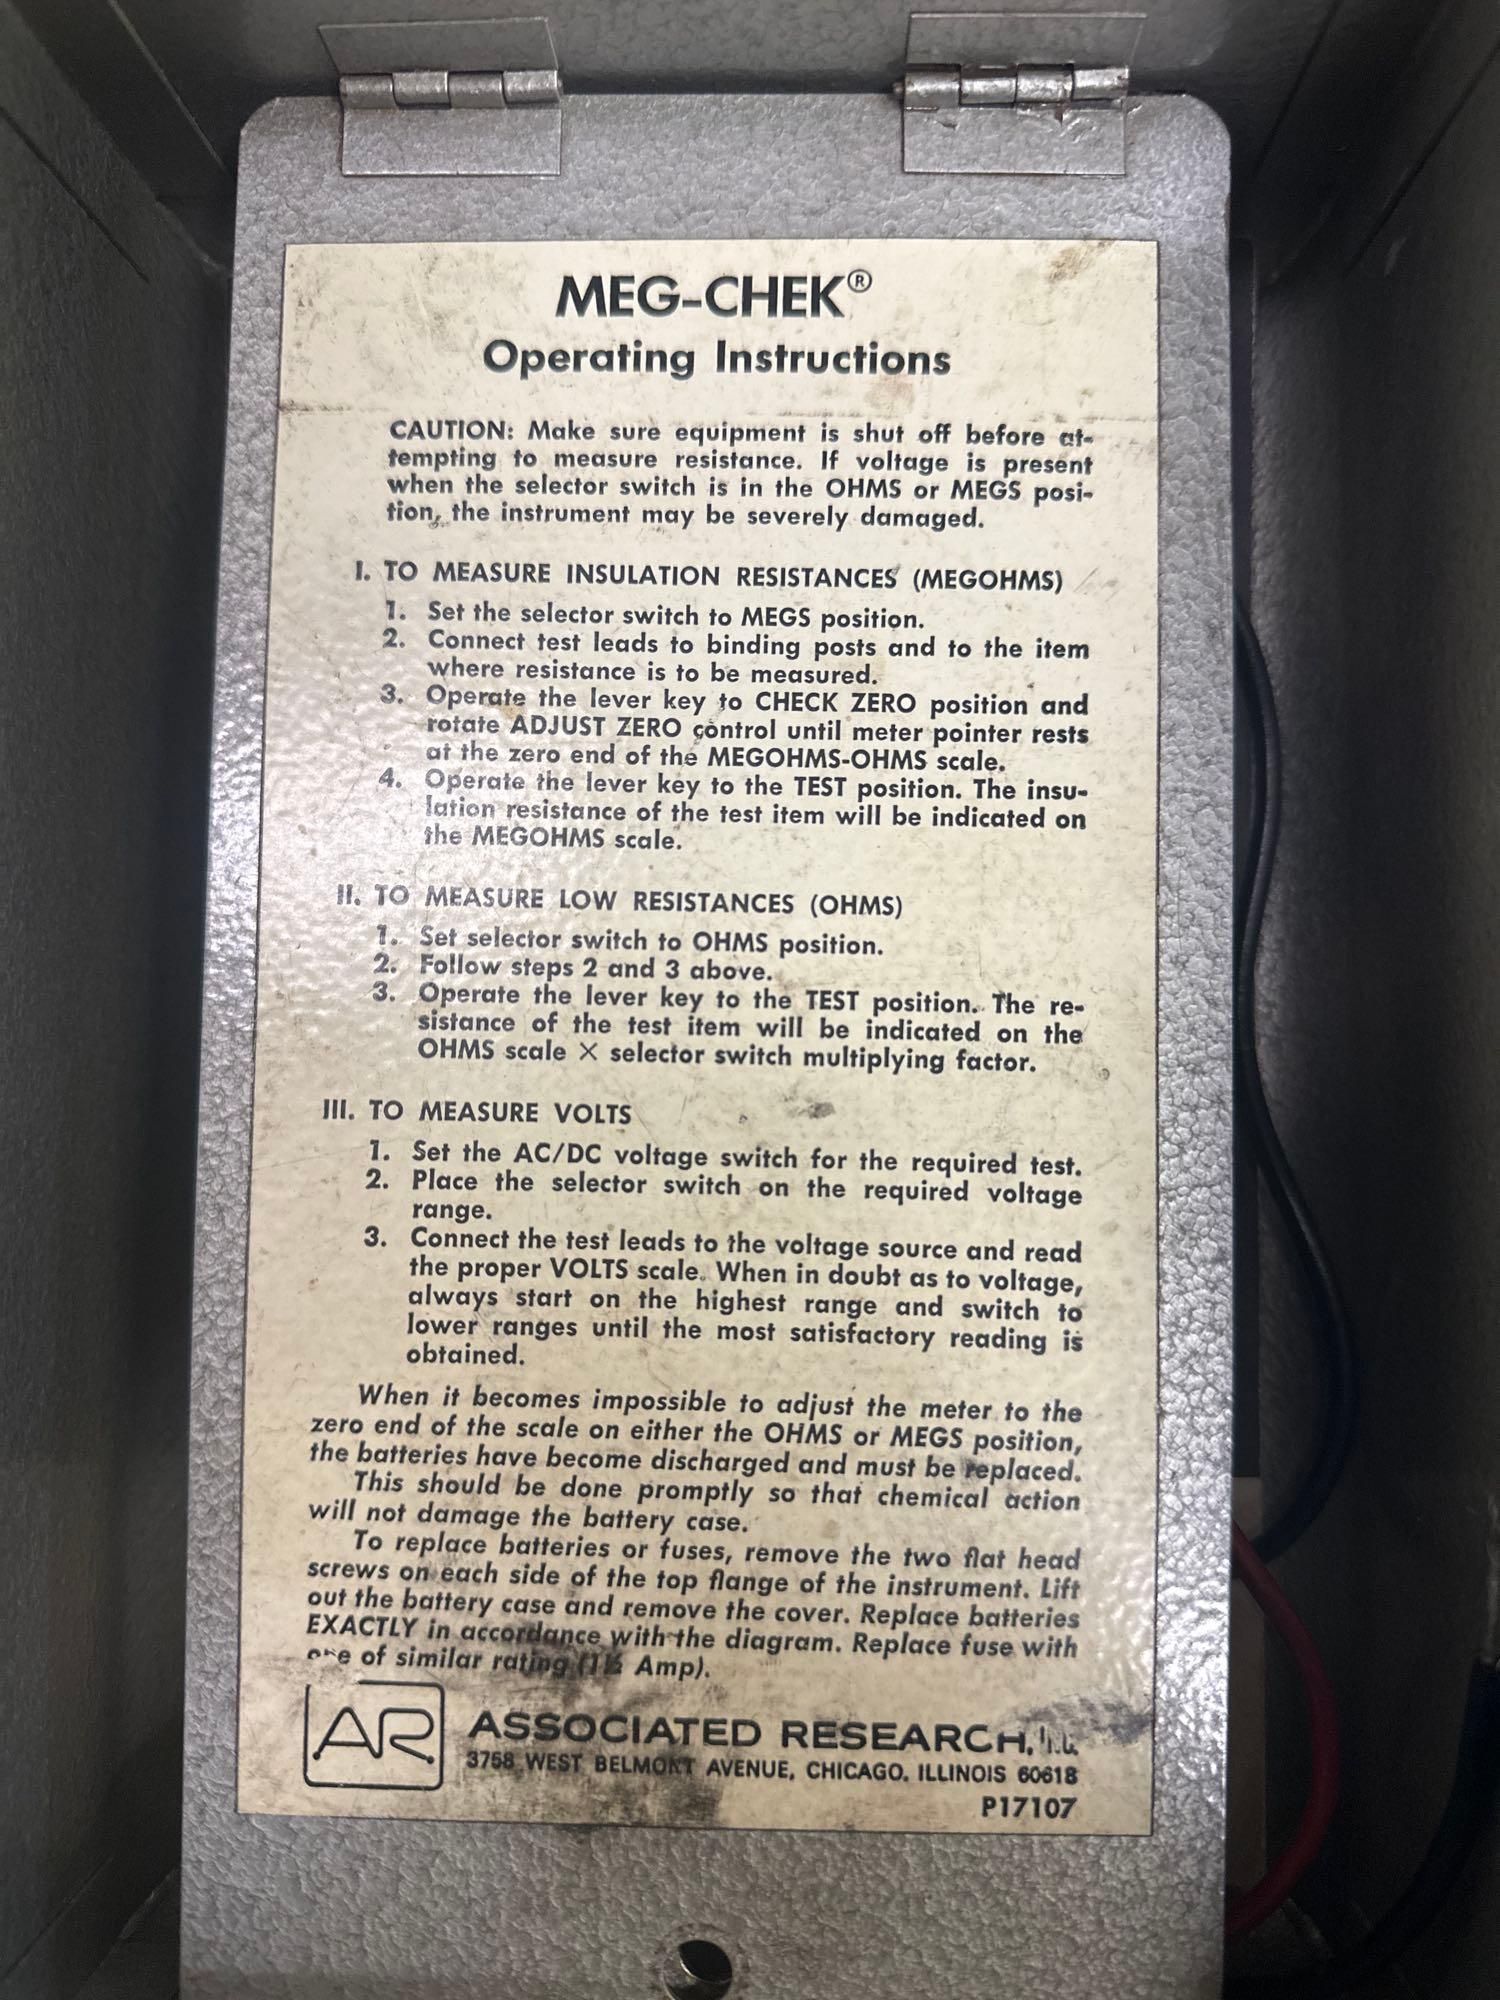 MEG-CHEK®
Operating Instructions
CAUTION: Make sure equipment is shut off before at-
tempting to measure resistance. If voltage is present
when the selector switch is in the OHMS or MEGS posi-
tion, the instrument may be severely damaged.
I. TO MEASURE INSULATION RESISTANCES (MEGOHMS)
1. Set the selector switch to MEGS position.
2. Connect test leads to binding posts and to the item
where resistance is to be measured.
3. Operate the lever key to CHECK ZERO position and
rotate ADJUST ZERO control until meter pointer rests
at the zero end of the MEGOHMS-OHMS scale.
4. Operate the lever key to the TEST position. The insu-
lation resistance of the test item will be indicated on
the MEGOHMS scale.
II. TO MEASURE LOW RESISTANCES (OHMS)
1. Set selector switch to OHMS position.
2. Follow steps 2 and 3 above.
3. Operate the lever key to the TEST position. The re-
sistance of the test item will be indicated on the
OHMS scale X selector switch multiplying factor.
III. TO MEASURE VOLTS
1. Set the AC/DC voltage switch for the required test.
2. Place the selector switch on the required voltage
range.
3. Connect the test leads to the voltage source and read
the proper VOLTS scale. When in doubt as to voltage,
always start on the highest range and switch to
lower ranges until the most satisfactory reading is
obtained.
When it becomes impossible to adjust the meter to the
zero end of the scale on either the OHMS or MEGS position,
the batteries have become discharged and must be replaced.
This should be done promptly so that chemical action
will not damage the battery case.
To replace batteries or fuses, remove the two flat head
screws on each side of the top flange of the instrument. Lift
out the battery case and remove the cover. Replace batteries
EXACTLY in accordance with the diagram. Replace fuse with
one of similar rating (1½ Amp).
AR ASSOCIATED RESEARCH, Inc.
3758 WEST BELMONT AVENUE, CHICAGO, ILLINOIS 60618
P17107